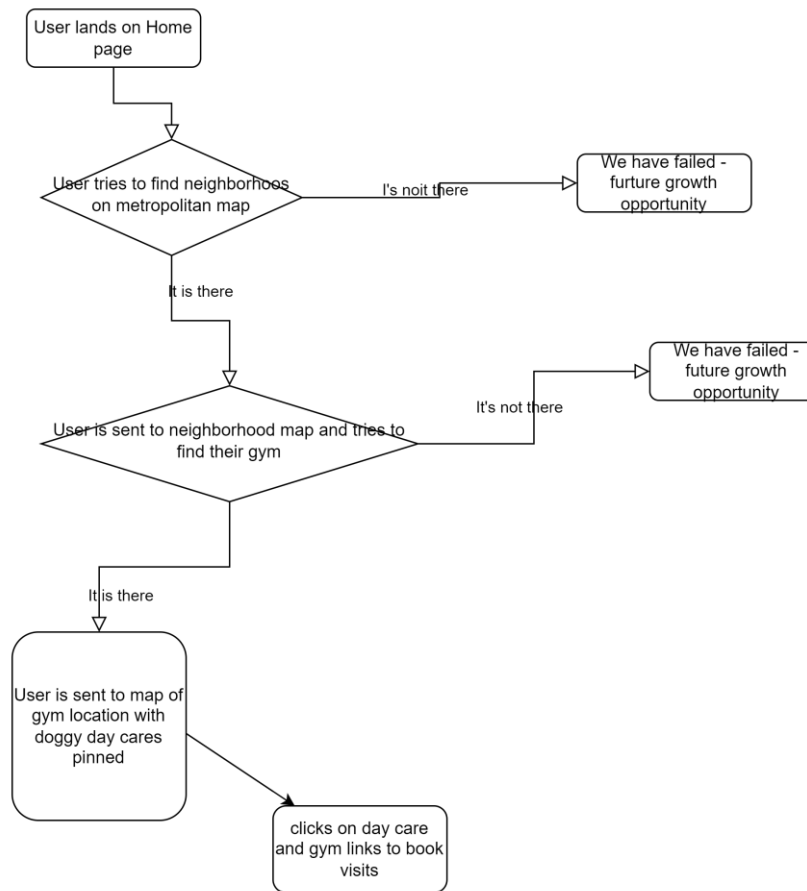 User lands on Home
page
User tries to find neighborhoos
on metropolitan map
I's noit there
We have failed -
furture growth
opportunity
It is there
We have failed -
future growth
opportunity
It's not there
User is sent to neighborhood map and tries to
find their gym
It is there
User is sent to map of
gym location with
doggy day cares
pinned
clicks on day care
and gym links to book
visits